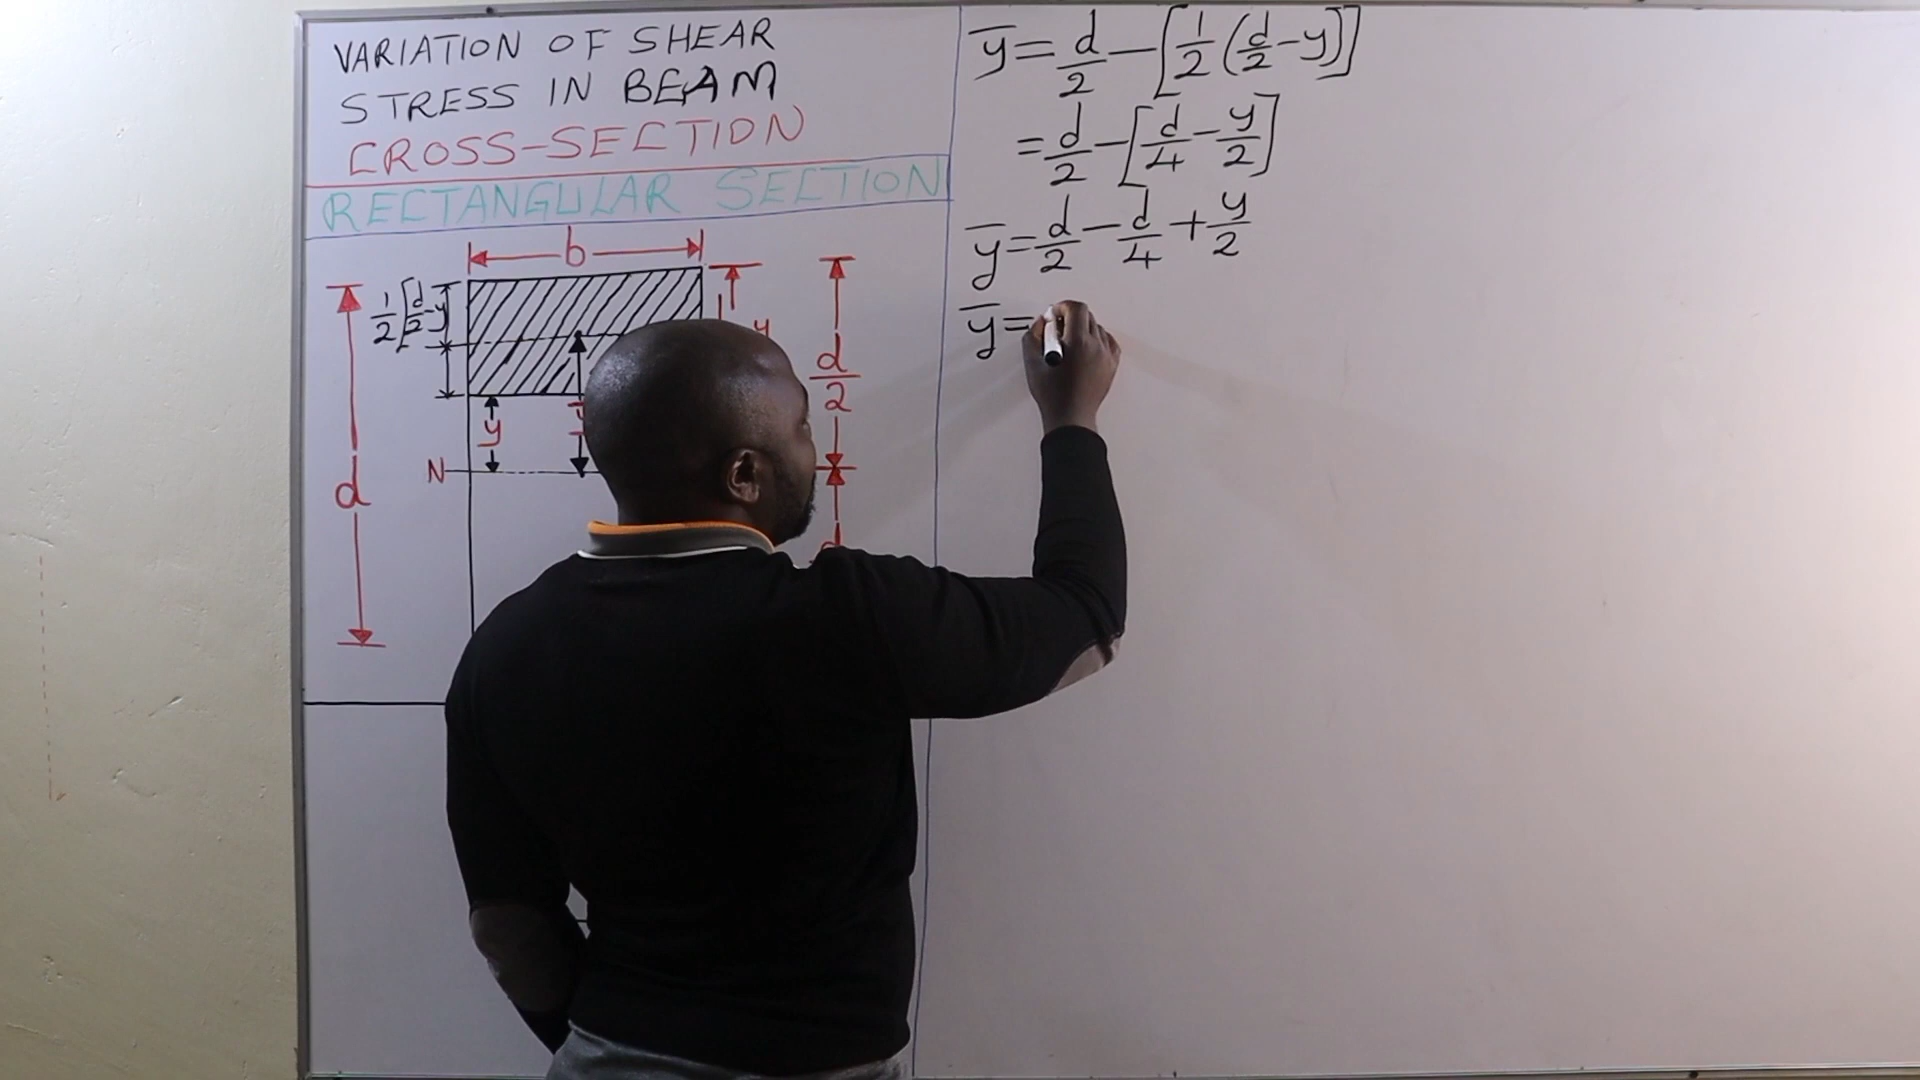 VARIATION OF SHEAR
STRESS IN BEAM
CROSS-SECTION
RECTANGULAR SECTION
b
1/2[d/2-y
y
d/2
y
N
d
d
y̅=d/2-[1/2(d/2-y)]
=d/2-[d/4-y/2]
y̅=d/2-d/4+y/2
y̅=